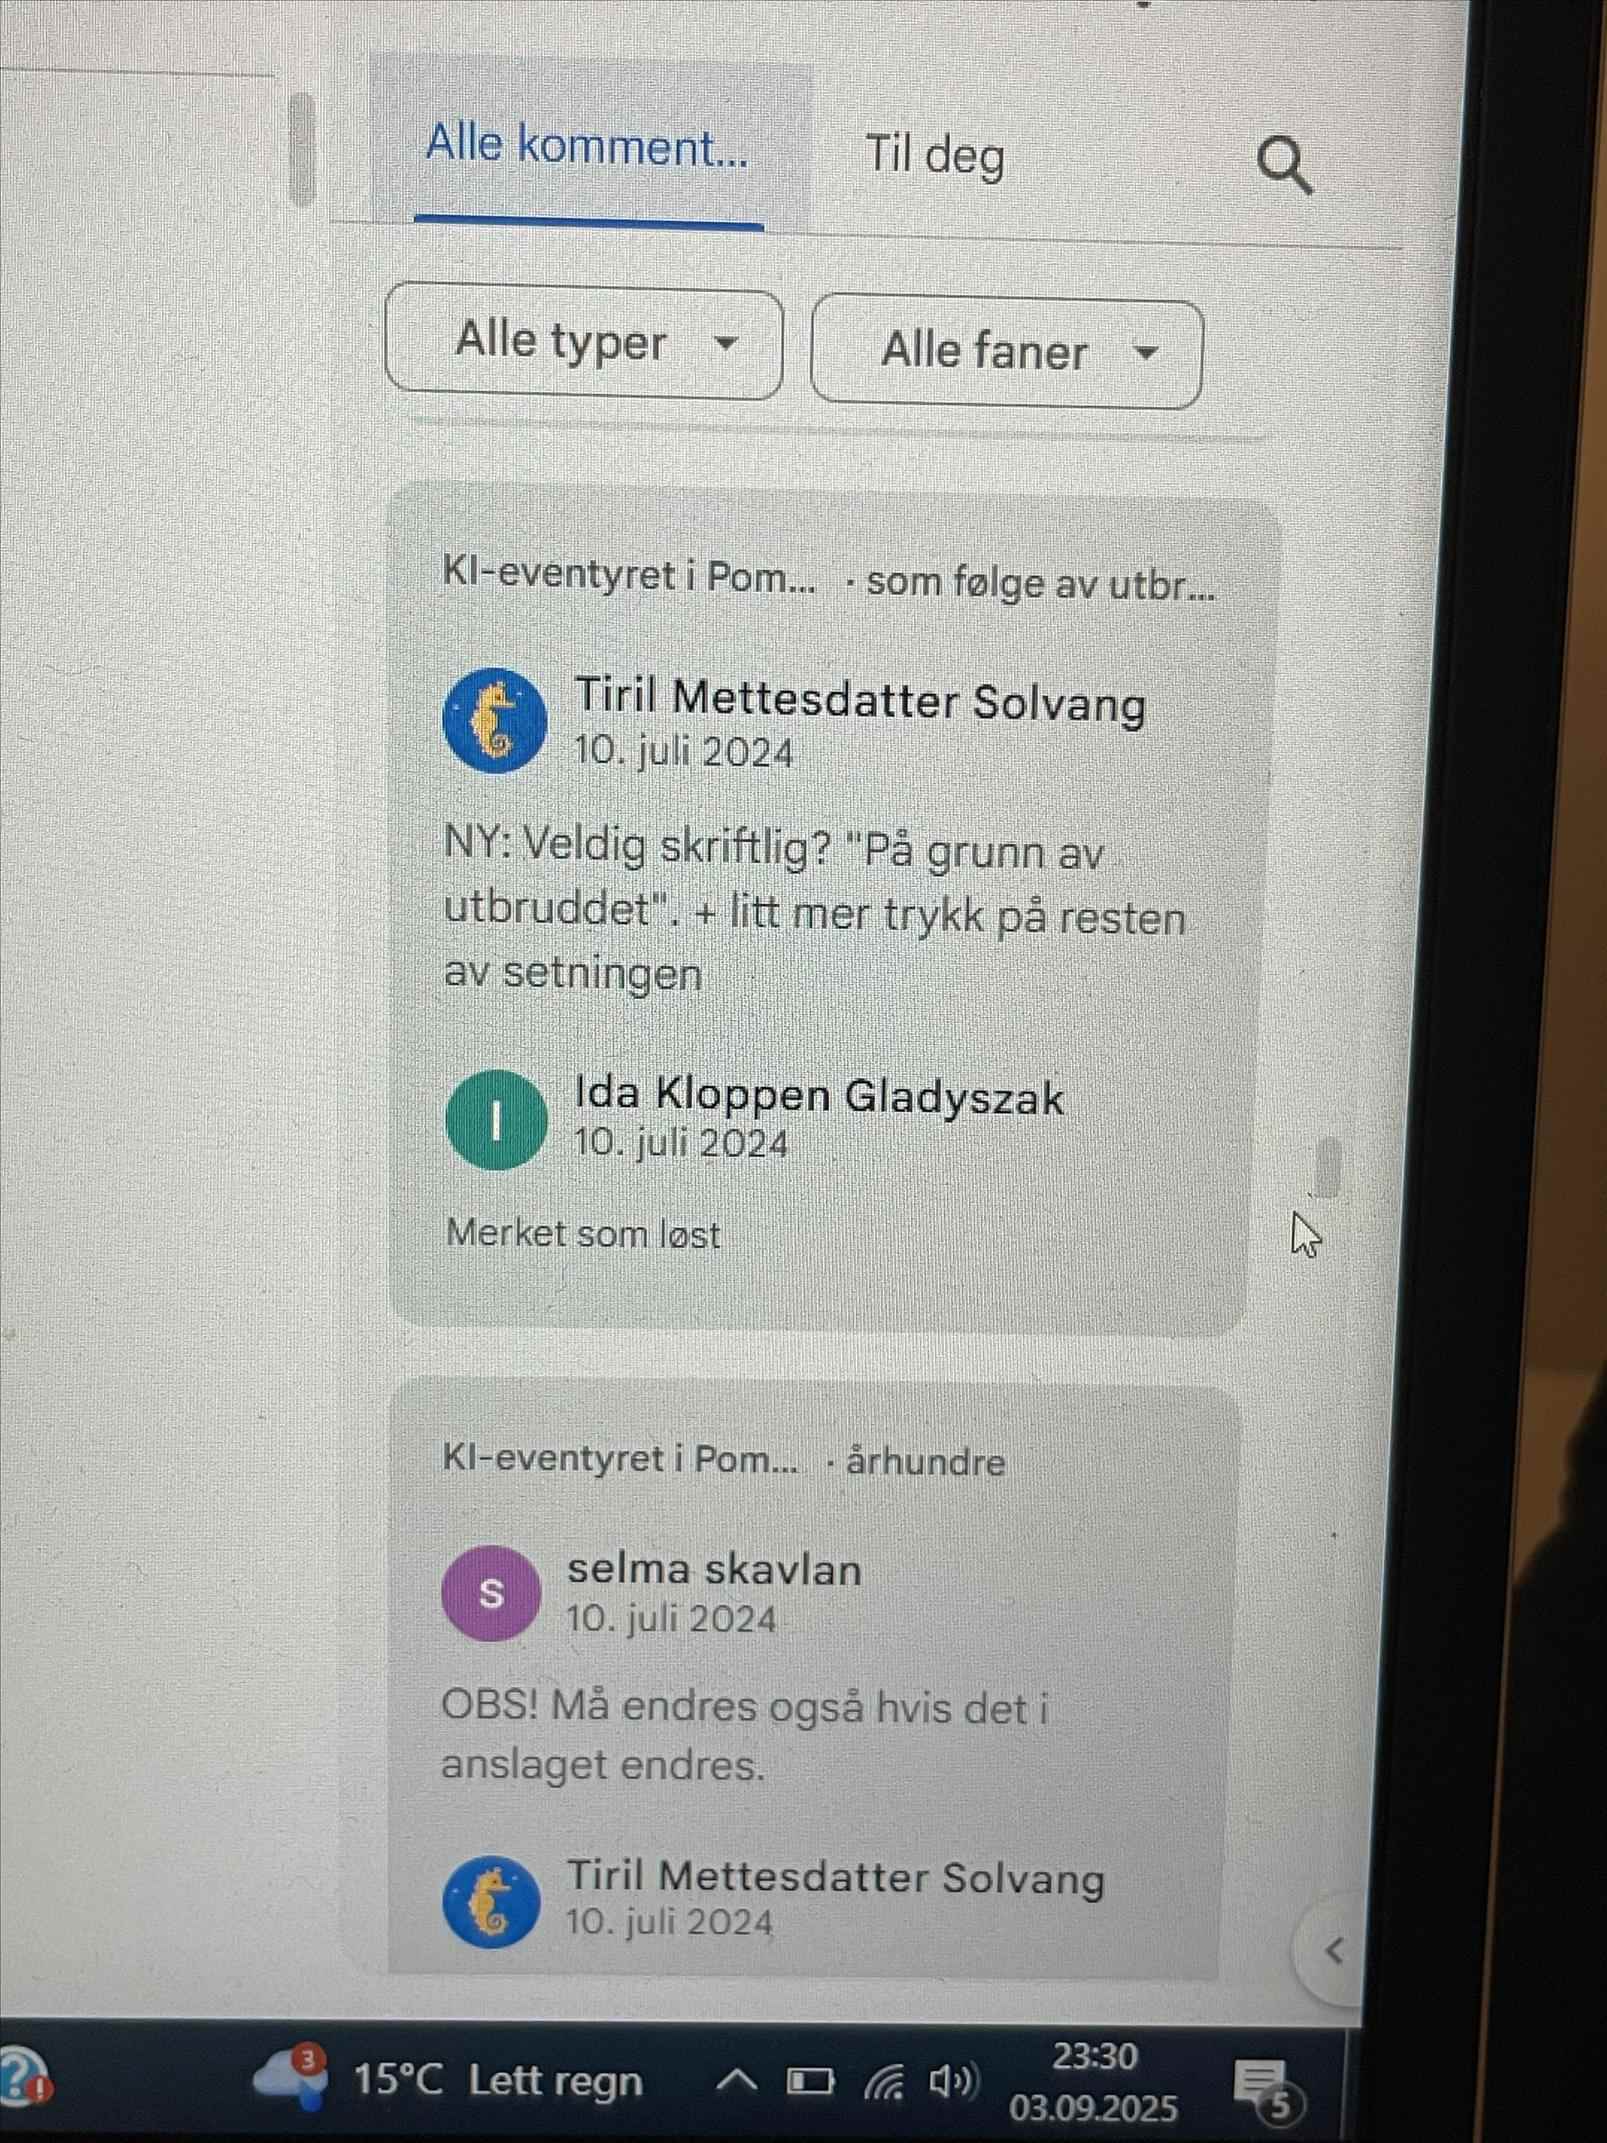 Alle komment...
Til deg
Alle typer
Alle faner
KI-eventyret i Pom... · som følge av utbr...
Tiril Mettesdatter Solvang
10. juli 2024
NY: Veldig skriftlig? "På grunn av
utbruddet". + litt mer trykk på resten
av setningen
I
Ida Kloppen Gladyszak
10. juli 2024
Merket som løst
KI-eventyret i Pom... · århundre
s
selma skavlan
10. juli 2024
OBS! Må endres også hvis det i
anslaget endres.
Tiril Mettesdatter Solvang
10. juli 2024
?
!
3
15°C Lett regn
23:30
03.09.2025
5